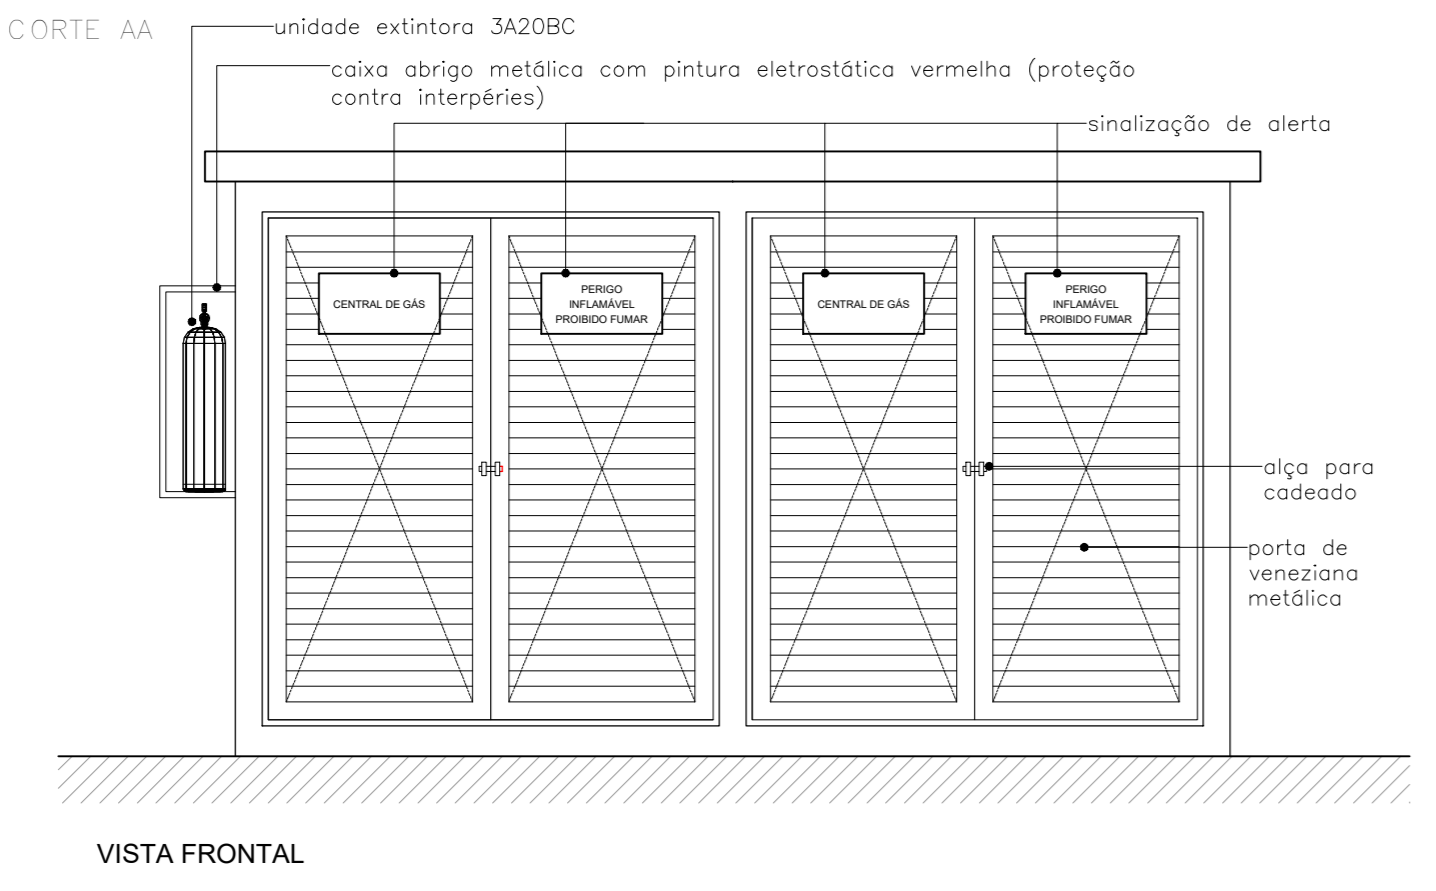 CORTE AA
unidade extintora 3A20BC
caixa abrigo metálica com pintura eletrostática vermelha (proteção
contra interpéries)
sinalização de alerta
CENTRAL DE GÁS
PERIGO
INFLAMÁVEL
PROIBIDO FUMAR
CENTRAL DE GÁS
PERIGO
INFLAMÁVEL
PROIBIDO FUMAR
alça para
cadeado
porta de
veneziana
metálica
VISTA FRONTAL